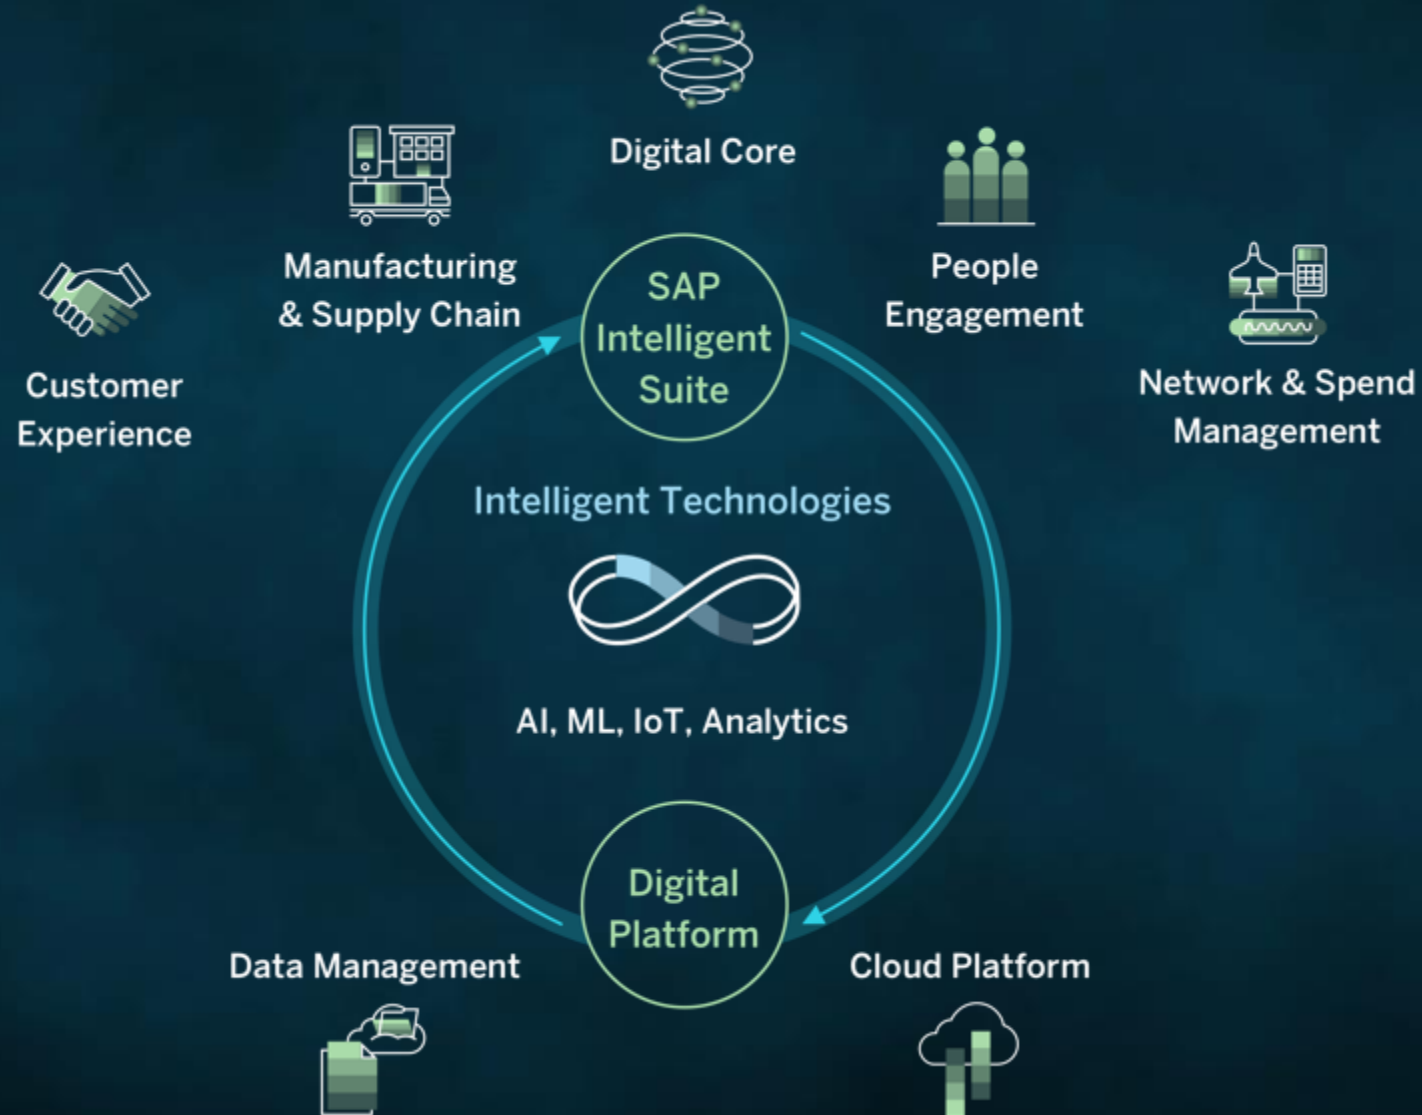 Digital Core
Manufacturing
& Supply Chain
People
Engagement
Customer
Experience
Network & Spend
Management
SAP
Intelligent
Suite
Intelligent Technologies
AI, ML, IoT, Analytics
Digital
Platform
Data Management
Cloud Platform